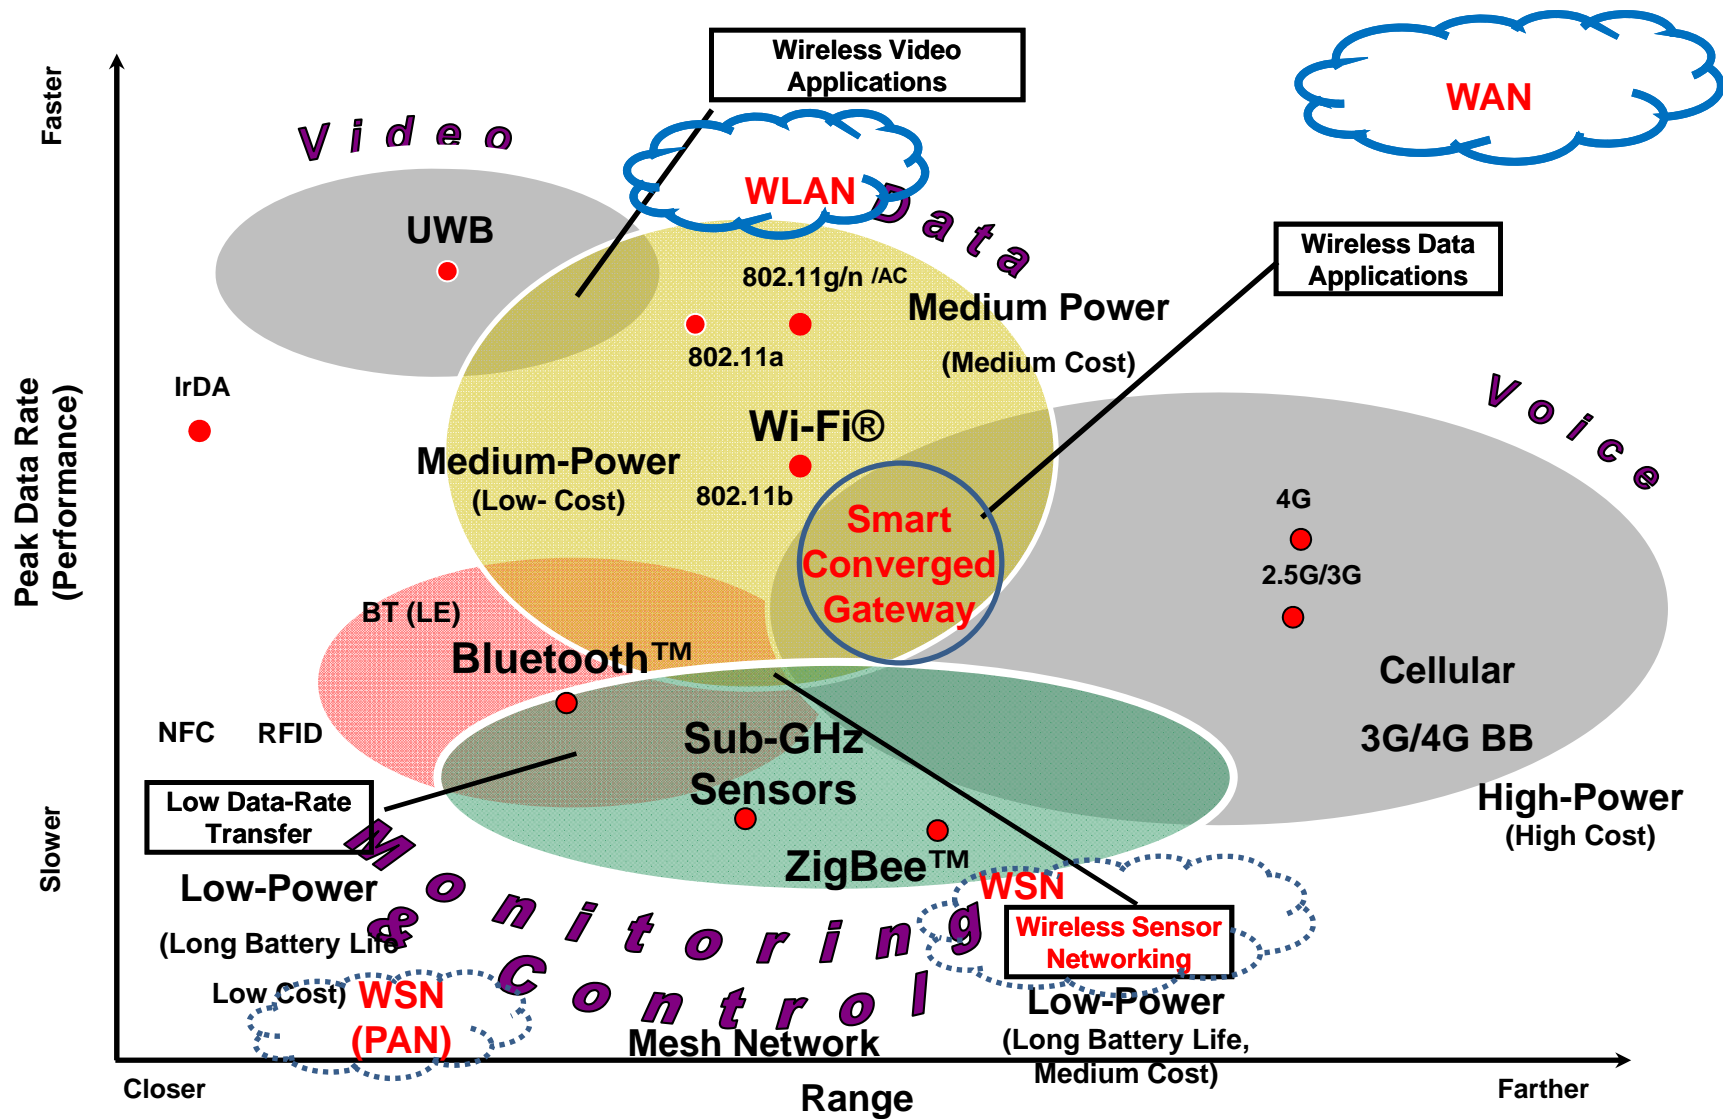 Wireless Video
Applications
WAN
Faster
Video
WLAN
Data
UWB
Wireless Data
Applications
802.11g/n /AC
Medium Power
802.11a
(Medium Cost)
IrDA
Voice
Wi-Fi®
Medium-Power
(Low- Cost)
802.11b
4G
Smart
Converged
Gateway
2.5G/3G
Peak Data Rate
(Performance)
BT (LE)
Bluetooth™
Cellular
NFC
RFID
Sub-GHz
Sensors
3G/4G BB
High-Power
(High Cost)
Low Data-Rate
Transfer
Slower
ZigBee™
Low-Power
(Long Battery Life
Low Cost)
Monitoring
&
Control
WSN
Wireless Sensor
Networking
WSN
(PAN)
Low-Power
(Long Battery Life,
Medium Cost)
Mesh Network
Closer
Range
Farther